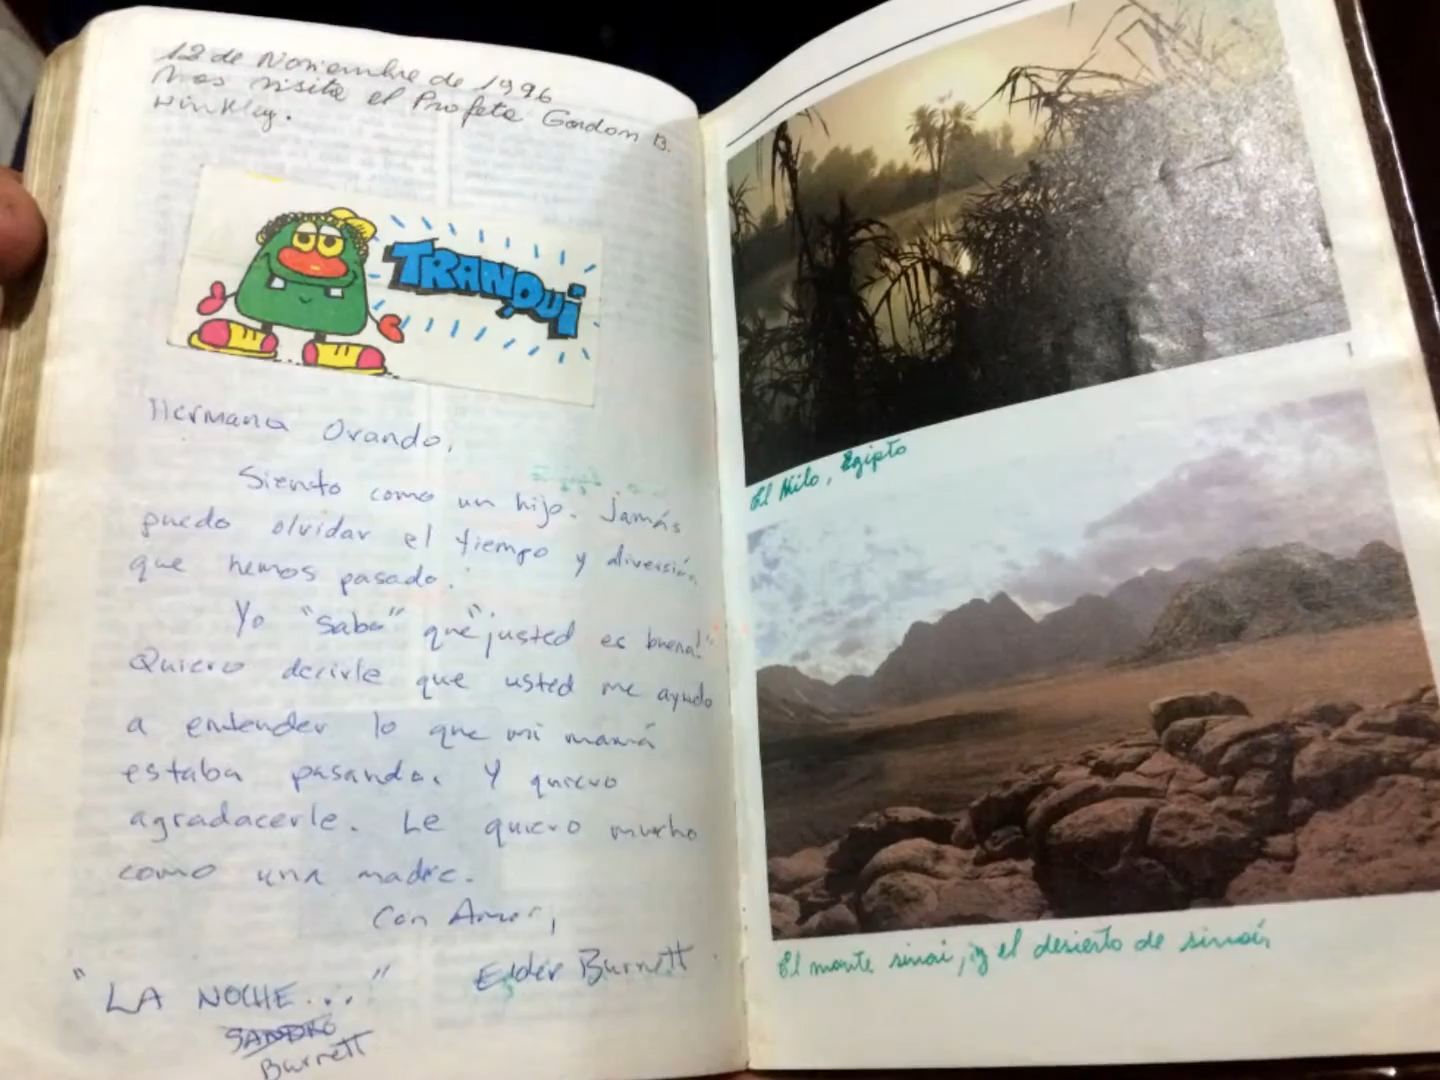 12 de Noviembre de 1996
Nos visita el Profeta Gordon B.
Hinkley.
TRANQUI
Hermana Ovando,
Siento como un hijo. Jamás
puedo olvidar el tiempo y diversión
que hemos pasado.
Yo "sabo" que "¡usted es buena!"
Quiero decirle que usted me ayudo
a entender lo que mi mamá
estaba pasando. Y quiero
agradacerle. Le quiero mucho
como una madre.
Con Amor,
Elder Burnett
"LA NOCHE..."
SANDRO
Burnett
1
El Nilo, Egipto
El monte sinai, y el desierto de sinaí